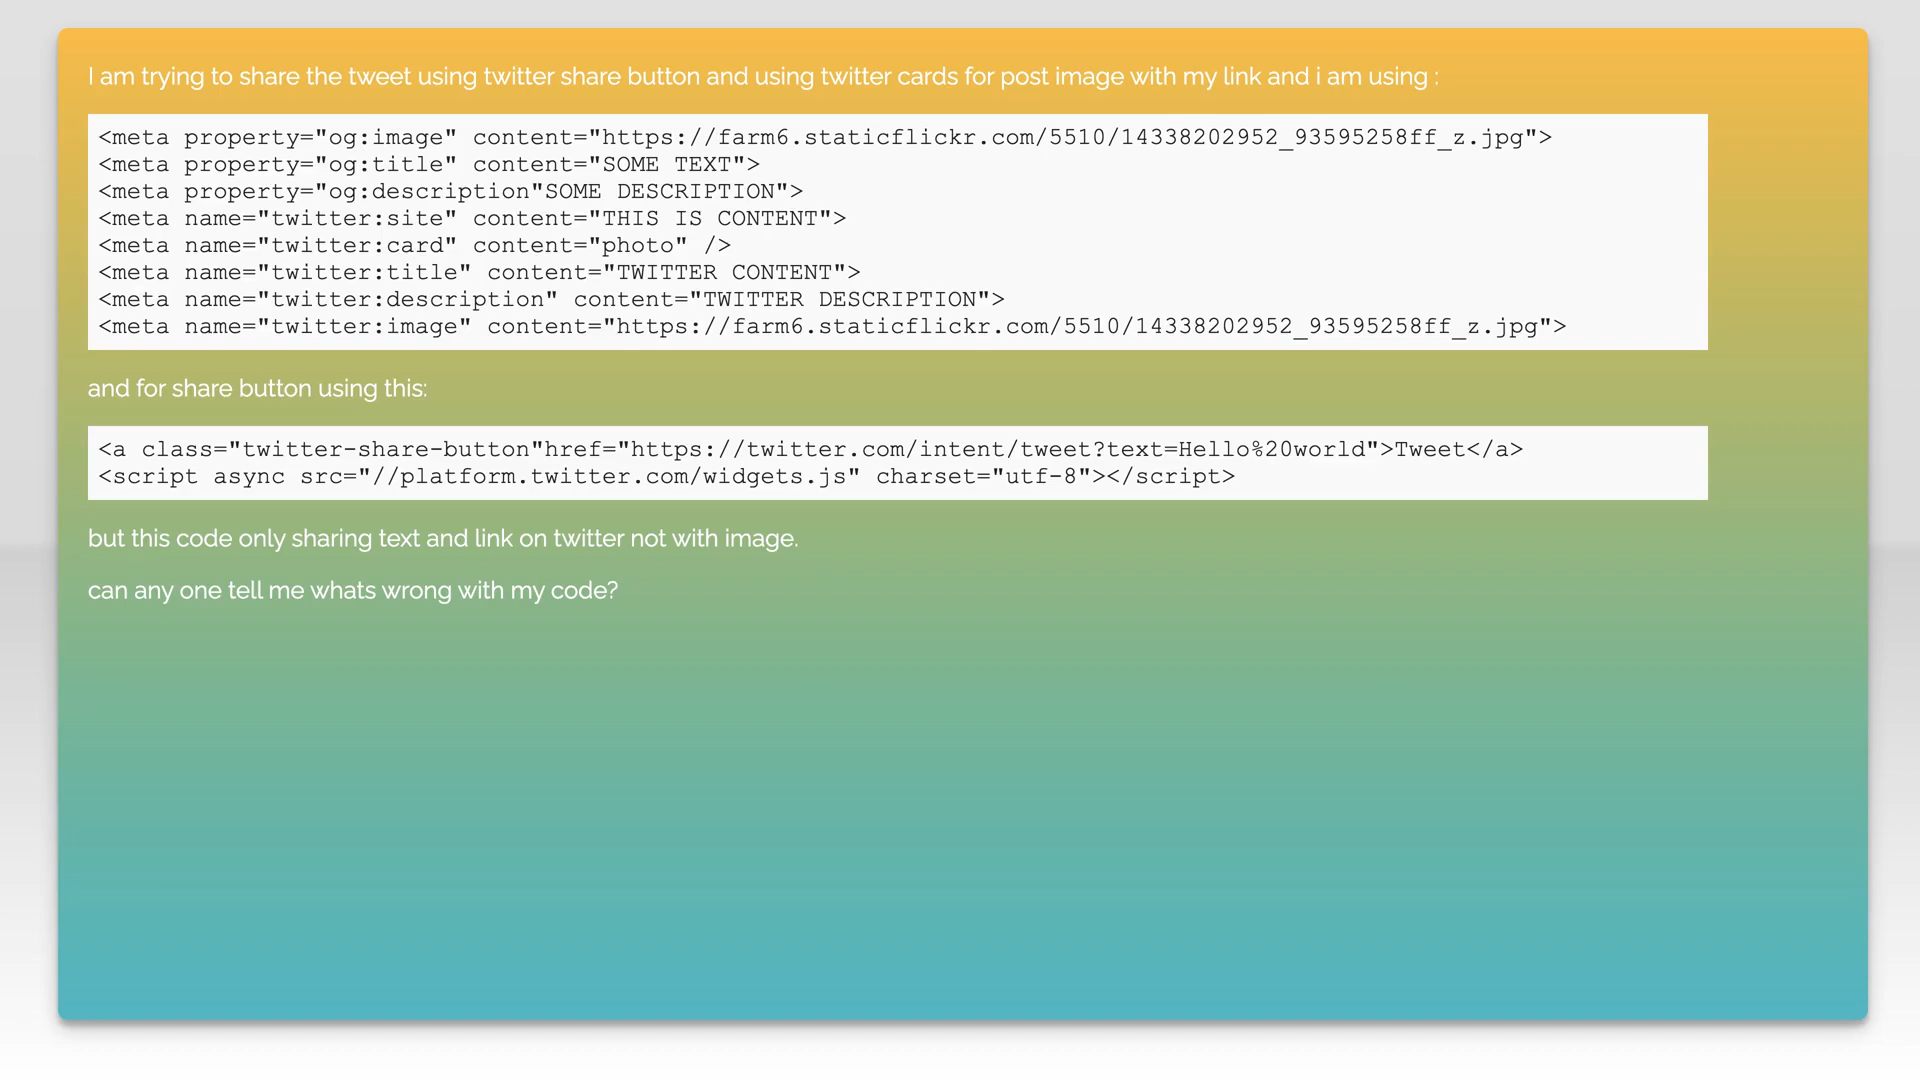 I am trying to share the tweet using twitter share button and using twitter cards for post image with my link and i am using :
<meta property="og:image" content="https://farm6.staticflickr.com/5510/14338202952_93595258ff_z.jpg">
<meta property="og:title" content="SOME TEXT">
<meta property="og:description"SOME DESCRIPTION">
<meta name="twitter:site" content="THIS IS CONTENT">
<meta name="twitter:card" content="photo" />
<meta name="twitter:title" content="TWITTER CONTENT">
<meta name="twitter:description" content="TWITTER DESCRIPTION">
<meta name="twitter:image" content="https://farm6.staticflickr.com/5510/14338202952_93595258ff_z.jpg">
and for share button using this:
<a class="twitter-share-button"href="https://twitter.com/intent/tweet?text=Hello%20world">Tweet</a>
<script async src="//platform.twitter.com/widgets.js" charset="utf-8"></script>
but this code only sharing text and link on twitter not with image.
can any one tell me whats wrong with my code?